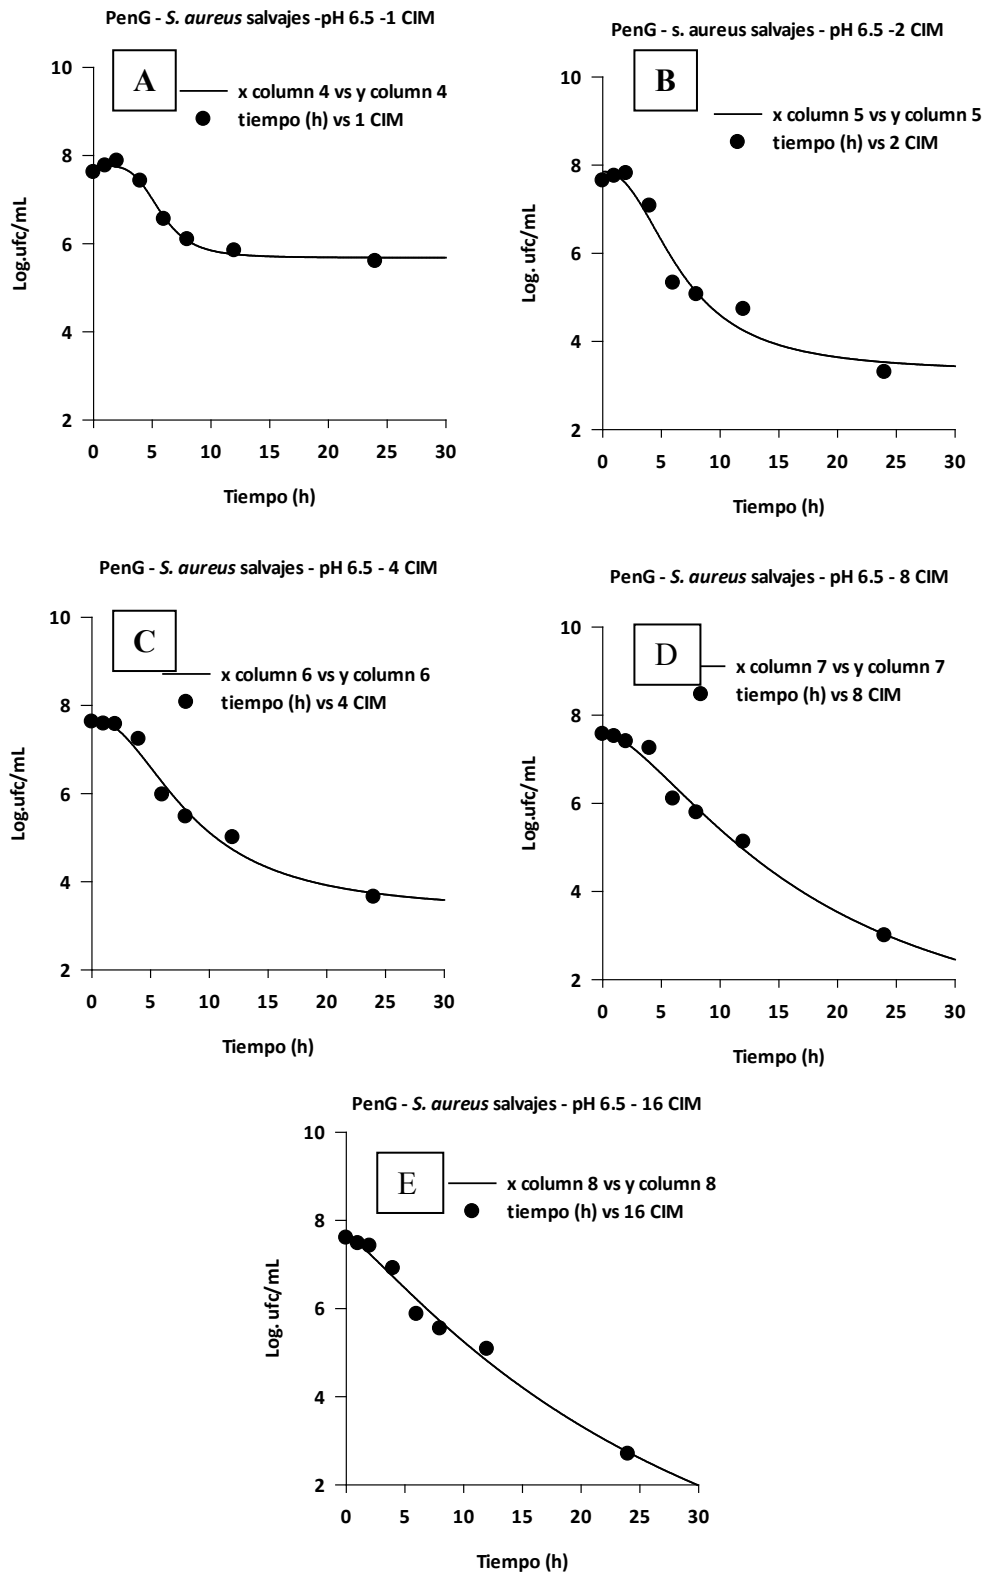 PenG - S. aureus salvajes -pH 6.5 -1 CIM
A
x column 4 vs y column 4
tiempo (h) vs 1 CIM
10
8
6
4
2
Log.ufc/mL
0 5 10 15 20 25 30
Tiempo (h)
PenG - s. aureus salvajes - pH 6.5 -2 CIM
B
x column 5 vs y column 5
tiempo (h) vs 2 CIM
10
8
6
4
2
Log. ufc/mL
0 5 10 15 20 25 30
Tiempo (h)
PenG - S. aureus salvajes - pH 6.5 - 4 CIM
C
x column 6 vs y column 6
tiempo (h) vs 4 CIM
10
8
6
4
2
Log.ufc/mL
0 5 10 15 20 25 30
Tiempo (h)
PenG - S. aureus salvajes - pH 6.5 - 8 CIM
D
x column 7 vs y column 7
tiempo (h) vs 8 CIM
10
8
6
4
2
Log.ufc/mL
0 5 10 15 20 25 30
Tiempo (h)
PenG - S. aureus salvajes - pH 6.5 - 16 CIM
E
x column 8 vs y column 8
tiempo (h) vs 16 CIM
10
8
6
4
2
Log. ufc/mL
0 5 10 15 20 25 30
Tiempo (h)